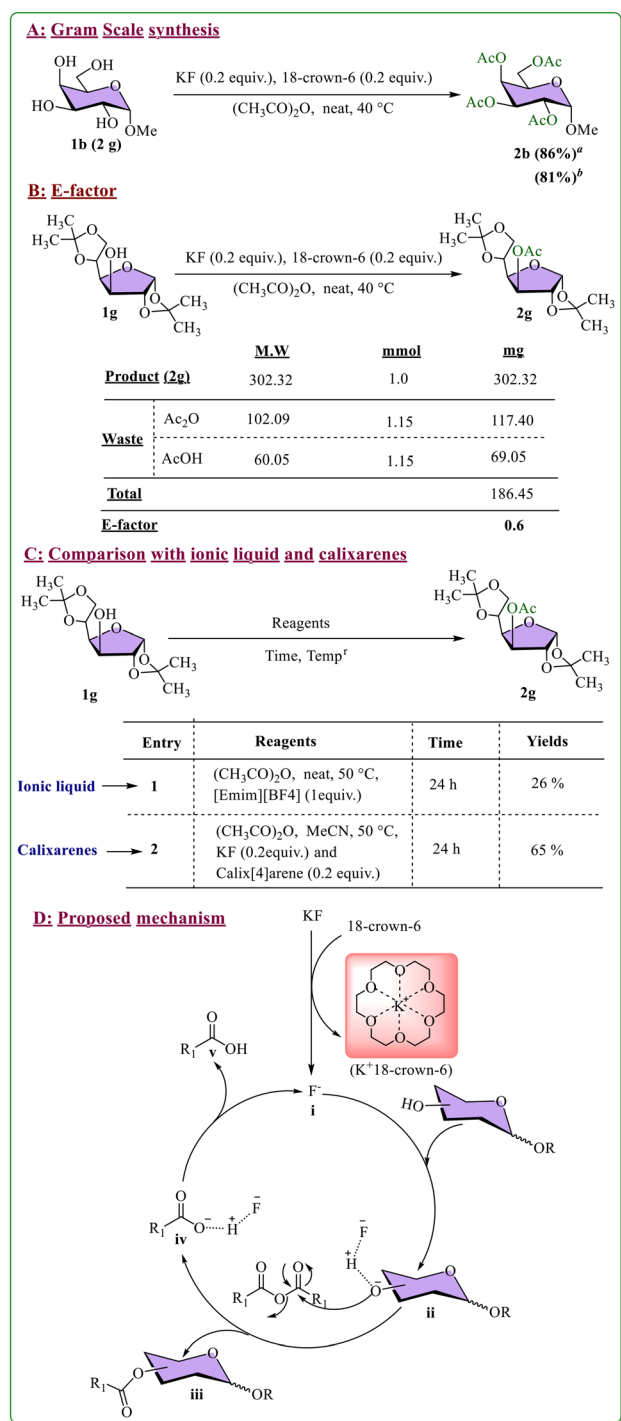 A: Gram Scale synthesis
OH
OH
HO
HO
O
OMe
1b (2 g)
KF (0.2 equiv.), 18-crown-6 (0.2 equiv.)
(CH3CO)2O, neat, 40 °C
AcO
OAc
AcO
AcO
O
OMe
2b (86%)a
(81%)b
B: E-factor
H3C
H3C
O
O
OH
O
O
O
CH3
CH3
1g
KF (0.2 equiv.), 18-crown-6 (0.2 equiv.)
(CH3CO)2O, neat, 40 °C
H3C
H3C
O
O
OAc
O
O
O
CH3
CH3
2g
M.W mmol mg
Product (2g) 302.32 1.0 302.32
Waste
Ac2O 102.09 1.15 117.40
AcOH 60.05 1.15 69.05
Total 186.45
E-factor 0.6
C: Comparison with ionic liquid and calixarenes
H3C
H3C
O
O
OH
O
O
O
CH3
CH3
1g
Reagents
Time, Tempr
H3C
H3C
O
O
OAc
O
O
O
CH3
CH3
2g
Entry Reagents Time Yields
Ionic liquid 1 (CH3CO)2O, neat, 50 °C, 24 h 26 %
[Emim][BF4] (1equiv.)
Calixarenes 2 (CH3CO)2O, MeCN, 50 °C, 24 h 65 %
KF (0.2equiv.) and
Calix[4]arene (0.2 equiv.)
D: Proposed mechanism
KF
18-crown-6
O
O
O
K+
O
O
O
(K+18-crown-6)
O
R1
OH
v
F-
i
HO
O
OR
O
R1
O-
H+
F-
iv
O
R1
O
O
R1
F-
H+
O-
O
OR
ii
R1
O
O
O
OR
iii